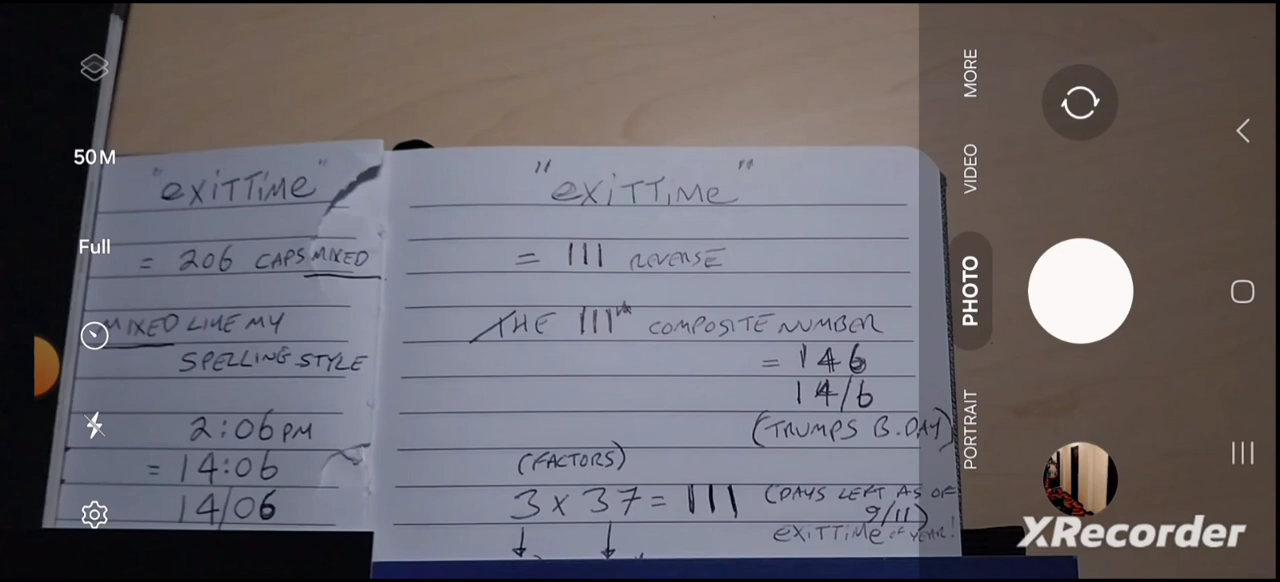 "exiTTiMe"
= 206 CAPS MIXED
MIXED LIKE MY
SPELLING STYLE
2:06PM
= 14:06
14/06
"exiTTiMe"
= 111 REVERSE
THE 111th COMPOSITE NUMBER
= 146
14/6
(TRUMPS B.DAY)
(FACTORS)
3 x 37 = 111 (DAYS LEFT AS OF
9/11)
exiTTiMe OF YEAR!
50M
Full
MORE
VIDEO
PHOTO
PORTRAIT
XRecorder